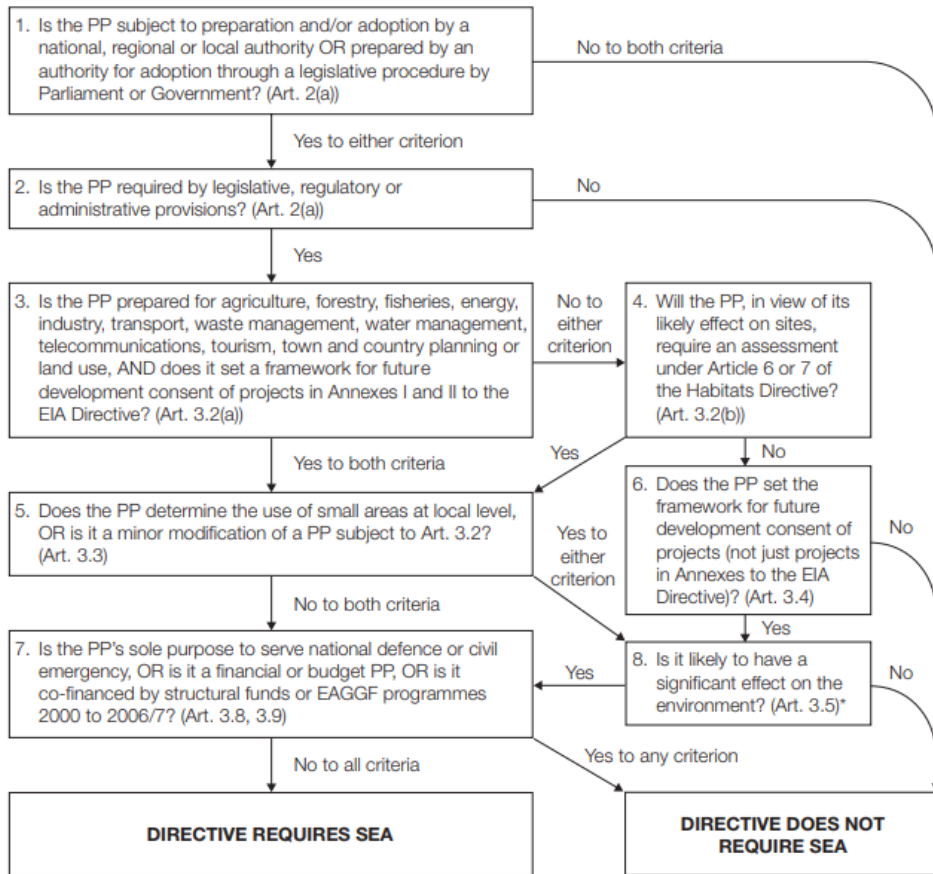 1. Is the PP subject to preparation and/or adoption by a
national, regional or local authority OR prepared by an
authority for adoption through a legislative procedure by
Parliament or Government? (Art. 2(a))
No to both criteria
Yes to either criterion
2. Is the PP required by legislative, regulatory or
administrative provisions? (Art. 2(a))
No
Yes
3. Is the PP prepared for agriculture, forestry, fisheries, energy,
industry, transport, waste management, water management,
telecommunications, tourism, town and country planning or
land use, AND does it set a framework for future
development consent of projects in Annexes I and II to the
EIA Directive? (Art. 3.2(a))
No to
either
criterion
4. Will the PP, in view of its
likely effect on sites,
require an assessment
under Article 6 or 7 of
the Habitats Directive?
(Art. 3.2(b))
Yes to both criteria
Yes
No
5. Does the PP determine the use of small areas at local level,
OR is it a minor modification of a PP subject to Art. 3.2?
(Art. 3.3)
Yes to
either
criterion
6. Does the PP set the
framework for future
development consent of
projects (not just projects
in Annexes to the EIA
Directive)? (Art. 3.4)
No
No to both criteria
Yes
7. Is the PP's sole purpose to serve national defence or civil
emergency, OR is it a financial or budget PP, OR is it
co-financed by structural funds or EAGGF programmes
2000 to 2006/7? (Art. 3.8, 3.9)
Yes
8. Is it likely to have a
significant effect on the
environment? (Art. 3.5)*
No
No to all criteria
Yes to any criterion
DIRECTIVE REQUIRES SEA
DIRECTIVE DOES NOT
REQUIRE SEA